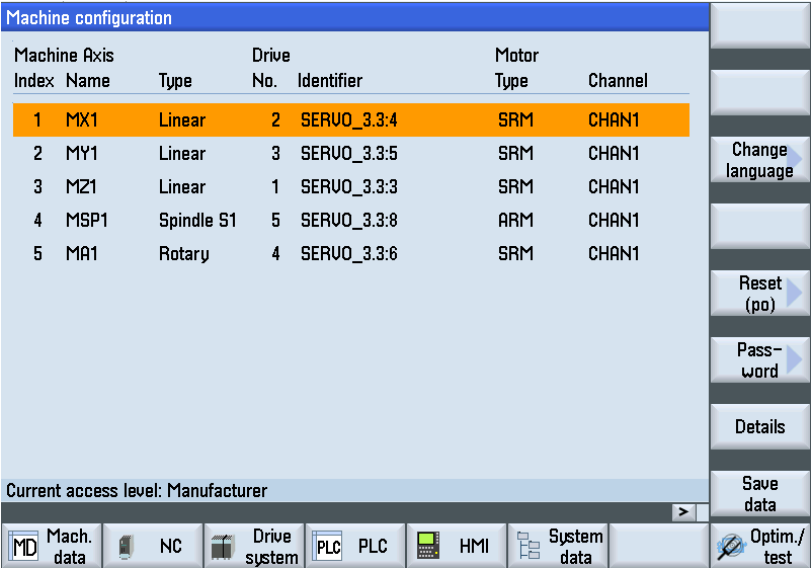 Machine configuration
Machine Axis Drive Motor
Index Name Type No. Identifier Type Channel
1 MX1 Linear 2 SERVO_3.3:4 SRM CHAN1
2 MY1 Linear 3 SERVO_3.3:5 SRM CHAN1
3 MZ1 Linear 1 SERVO_3.3:3 SRM CHAN1
4 MSP1 Spindle S1 5 SERVO_3.3:8 ARM CHAN1
5 MA1 Rotary 4 SERVO_3.3:6 SRM CHAN1
Current access level: Manufacturer
>
Change
language
Reset
(po)
Pass-
word
Details
Save
data
MD Mach.
data
NC
Drive
system
PLC PLC
HMI
System
data
Optim./
test